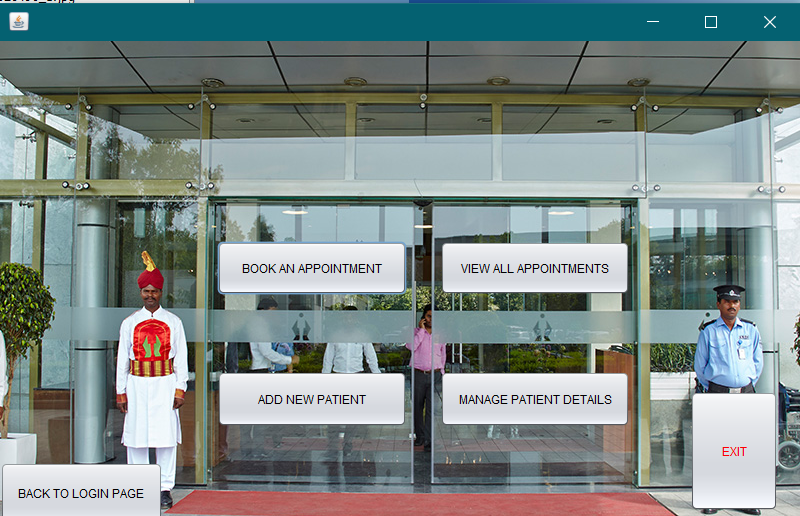 BOOK AN APPOINTMENT
VIEW ALL APPOINTMENTS
ADD NEW PATIENT
MANAGE PATIENT DETAILS
EXIT
BACK TO LOGIN PAGE